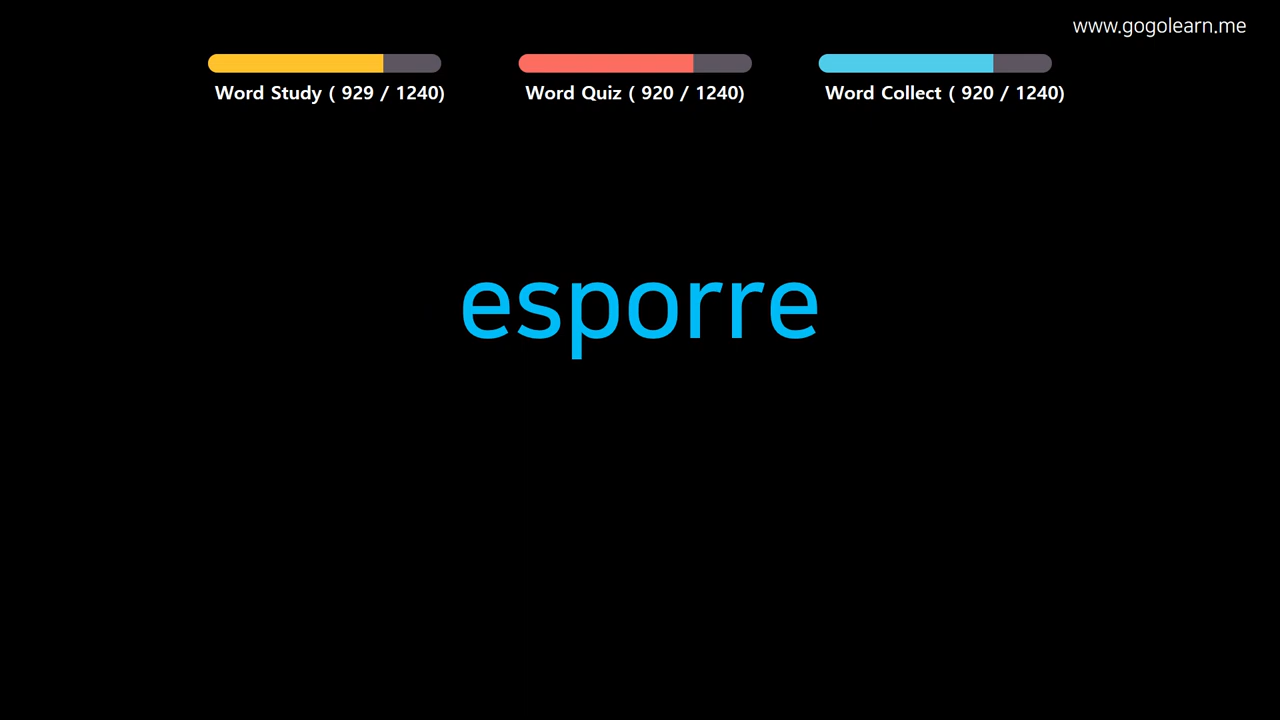 www.gogolearn.me
Word Study ( 929 / 1240)
Word Quiz ( 920 / 1240)
Word Collect ( 920 / 1240)
esporre